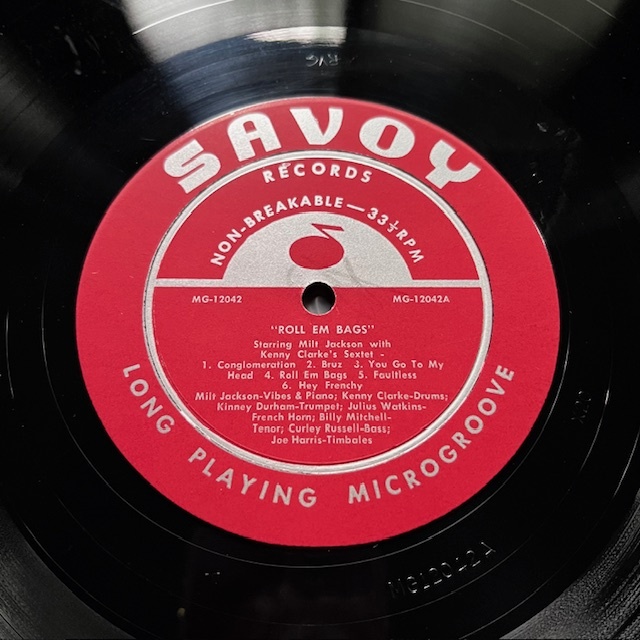 SAVOY
RECORDS
NON-BREAKABLE—33⅓RPM
MG-12042 MG-12042A
"ROLL EM BAGS"
Starring Milt Jackson with
Kenny Clarke's Sextet -
1. Conglomeration 2. Bruz 3. You Go To My
Head 4. Roll Em Bags 5. Faultless
6. Hey Frenchy
Milt Jackson-Vibes & Piano; Kenny Clarke-Drums;
Kinney Durham-Trumpet; Julius Watkins-
French Horn; Billy Mitchell-
Tenor; Curley Russell-Bass;
Joe Harris-Timbales
LONG PLAYING MICROGROOVE
MG12042A
RVG